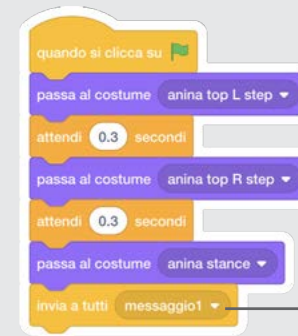 quando si clicca su
passa al costume anina top L step
attendi 0.3 secondi
passa al costume anina top R step
attendi 0.3 secondi
passa al costume anina stance
invia a tutti messaggio1